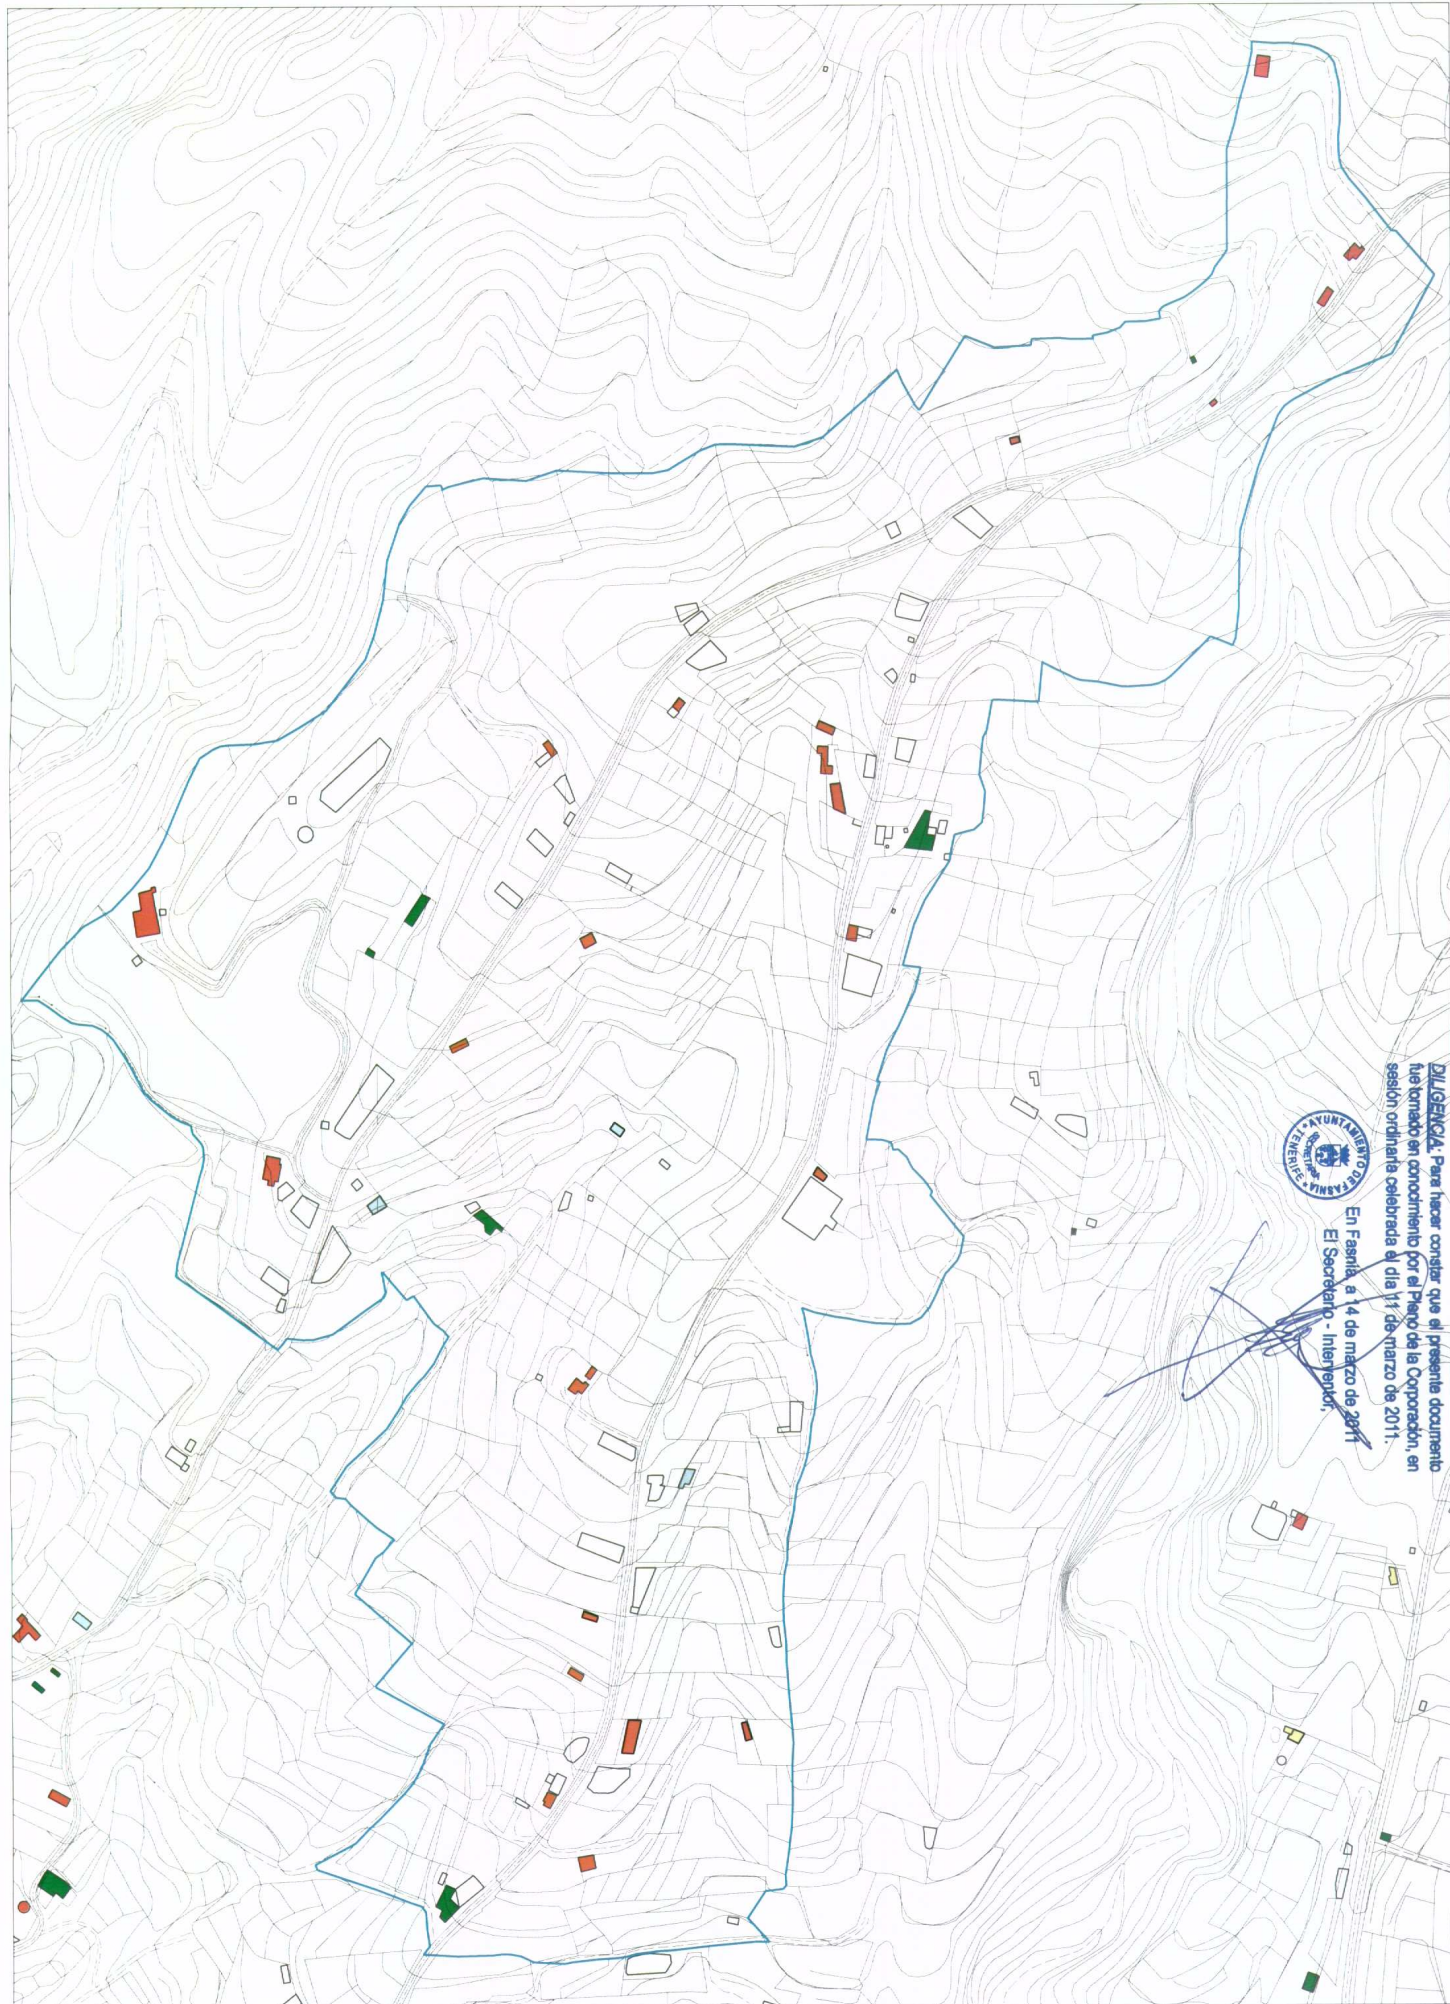 DILIGENCIA: Para hacer constar que el presente documento
fue tomado en conocimiento por el Pleno de la Corporación, en
sesión ordinaria celebrada el día 11 de marzo de 2011.
En Fasnia, a 14 de marzo de 2011
El Secretario - Interventor,
AYUNTAMIENTO DE FASNIA
TENERIFE